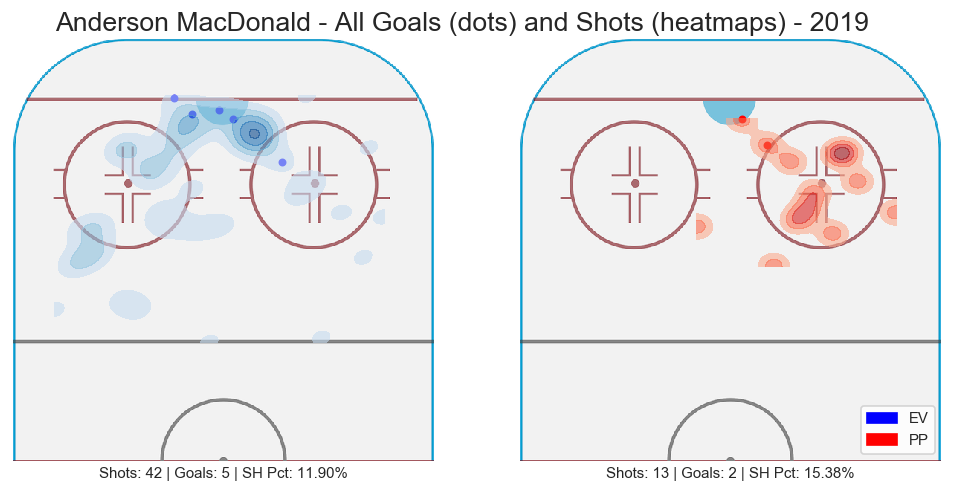 Anderson MacDonald - All Goals (dots) and Shots (heatmaps) - 2019
EV
PP
Shots: 42 | Goals: 5 | SH Pct: 11.90%
Shots: 13 | Goals: 2 | SH Pct: 15.38%